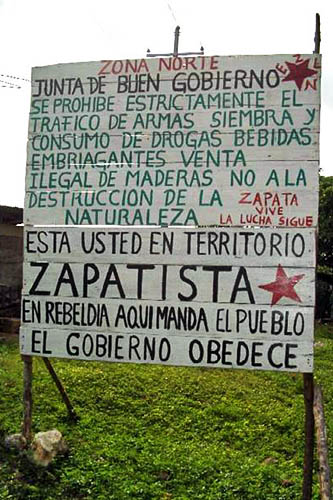 ZONA NORTE
JUNTA DE BUEN GOBIERNO EZLN
SE PROHIBE ESTRICTAMENTE EL
TRAFICO DE ARMAS SIEMBRA Y
CONSUMO DE DROGAS BEBIDAS
EMBRIAGANTES VENTA
ILEGAL DE MADERAS NO A LA
DESTRUCCION DE LA
NATURALEZA
ZAPATA
VIVE
LA LUCHA SIGUE
ESTA USTED EN TERRITORIO
ZAPATISTA
EN REBELDIA AQUI MANDA EL PUEBLO
EL GOBIERNO OBEDECE